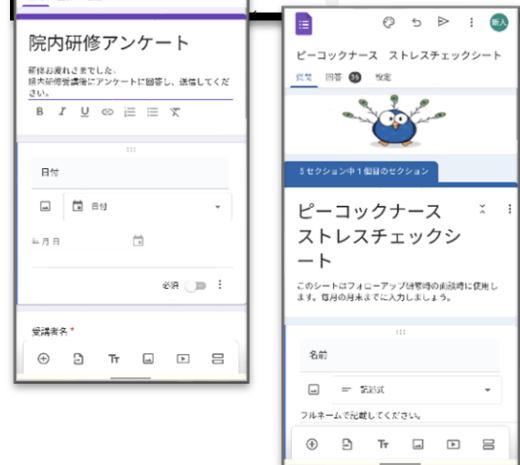 院内研修アンケート
研修お疲れさまでした。
院内研修受講後にアンケートに回答し、送信してくだ
さい。
B I U
日付
日付
年月日
必須
受講者名 *
Tт
新人
ピーコックナース ストレスチェックシート
質問 回答 設定
5 セクション中 1 個目のセクション
ピーコックナース
ストレスチェックシ
ート
このシートはフォローアップ研修時の面談時に使用し
ます。毎月の月末までに入力しましょう。
名前
記述式
フルネームで記載してください。
Tт